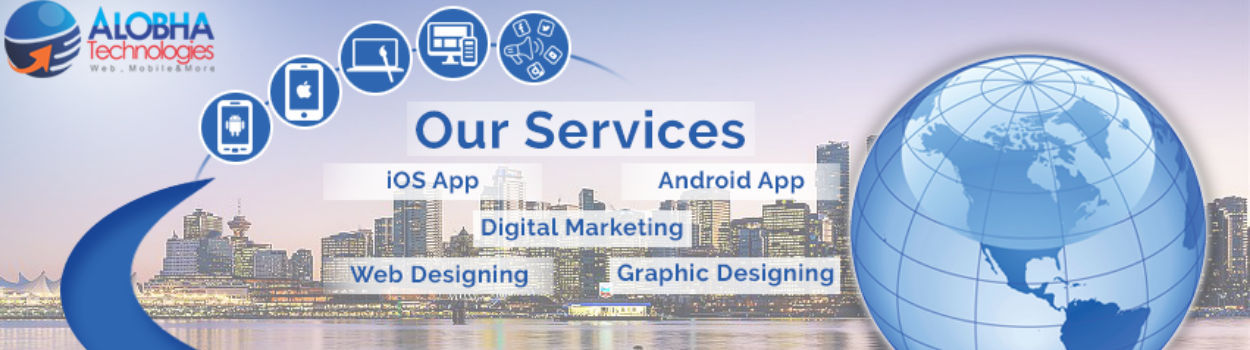 ALOBHA
Technologies
Web, Mobile & More
Our Services
iOS App
Android App
Digital Marketing
Web Designing
Graphic Designing